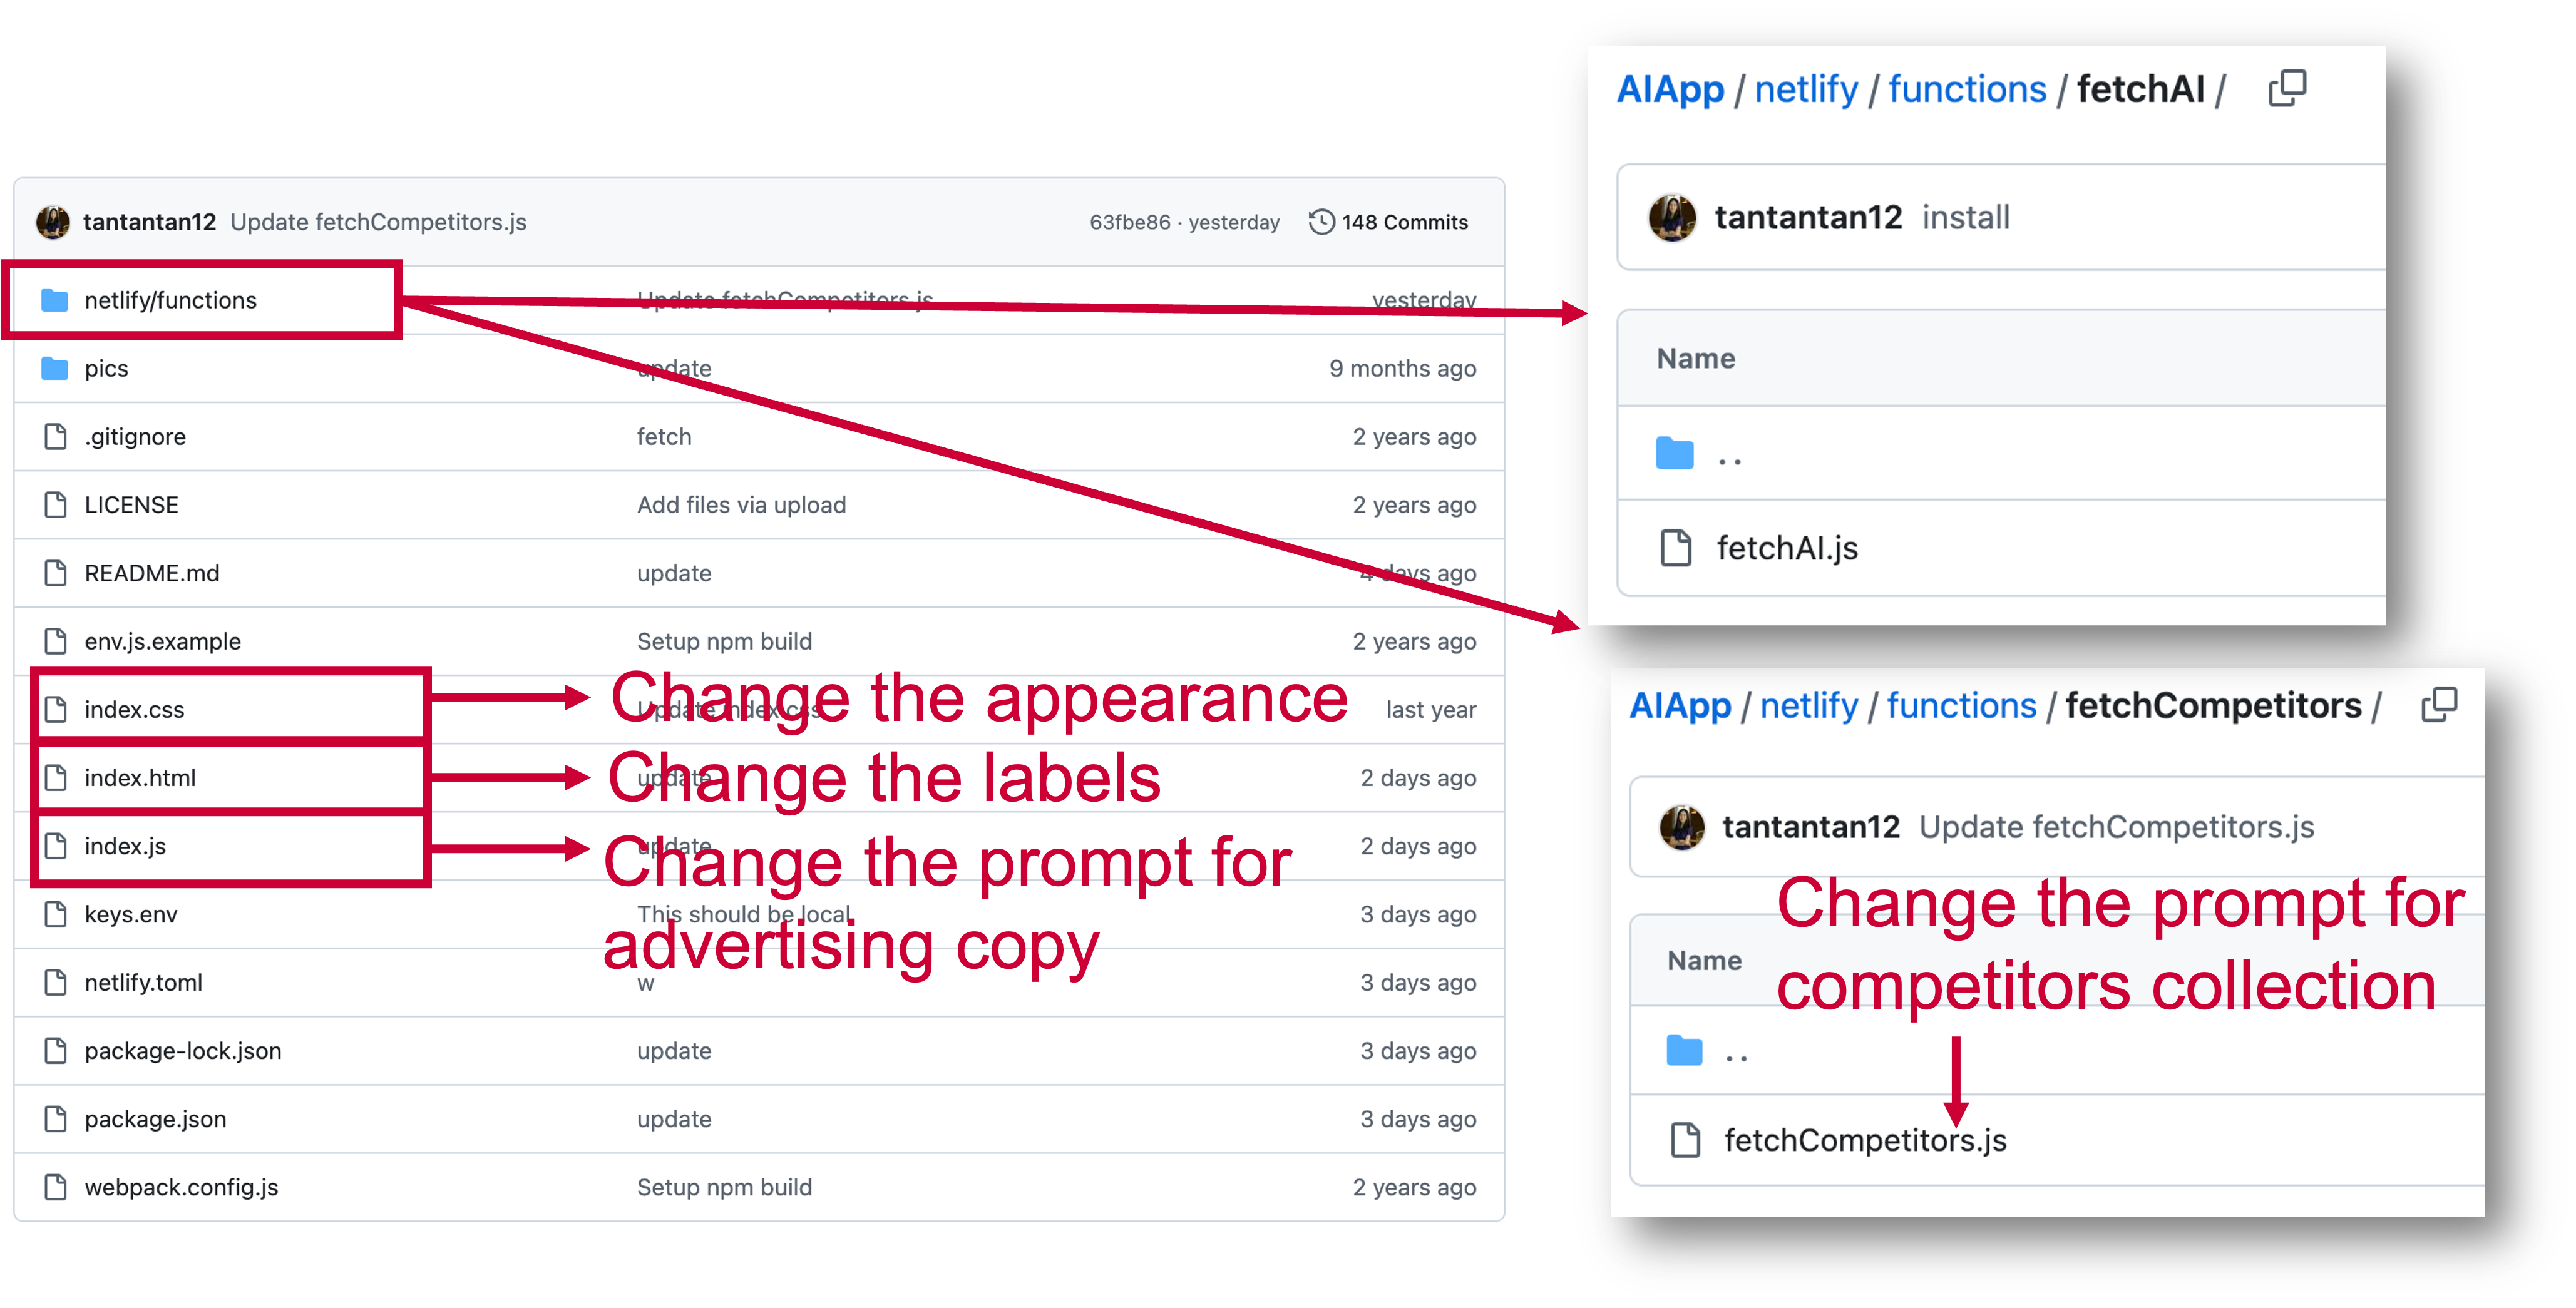 tantantan12 Update fetchCompetitors.js 63fbe86 · yesterday 148 Commits
netlify/functions Update fetchCompetitors.js yesterday
pics update 9 months ago
.gitignore fetch 2 years ago
LICENSE Add files via upload 2 years ago
README.md update 4 days ago
env.js.example Setup npm build 2 years ago
index.css Update index.css last year
Change the appearance
index.html update 2 days ago
Change the labels
index.js update 2 days ago
Change the prompt for
advertising copy
keys.env This should be local 3 days ago
netlify.toml w 3 days ago
package-lock.json update 3 days ago
package.json update 3 days ago
webpack.config.js Setup npm build 2 years ago
AIApp / netlify / functions / fetchAI /
tantantan12 install
Name
..
fetchAI.js
AIApp / netlify / functions / fetchCompetitors /
tantantan12 Update fetchCompetitors.js
Change the prompt for
competitors collection
Name
..
fetchCompetitors.js